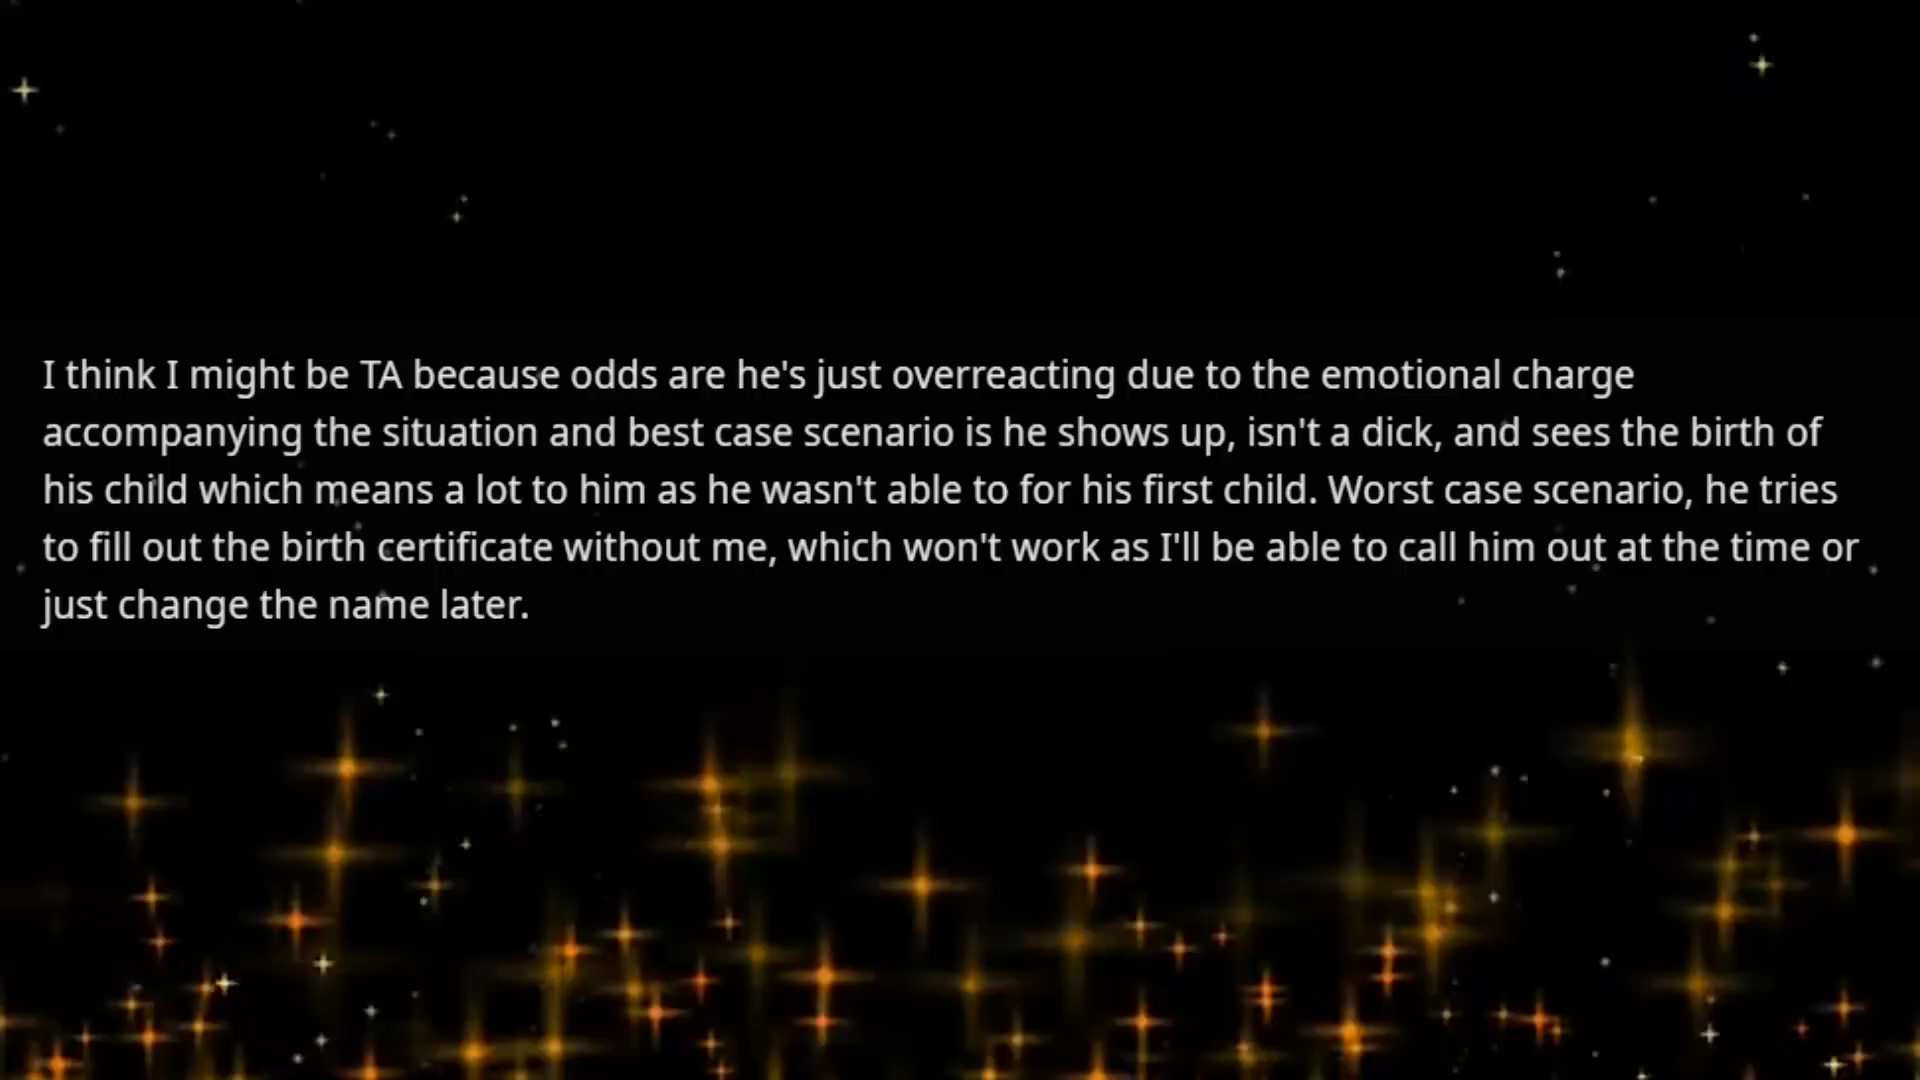 I think I might be TA because odds are he's just overreacting due to the emotional charge
accompanying the situation and best case scenario is he shows up, isn't a dick, and sees the birth of
his child which means a lot to him as he wasn't able to for his first child. Worst case scenario, he tries
to fill out the birth certificate without me, which won't work as I'll be able to call him out at the time or
just change the name later.